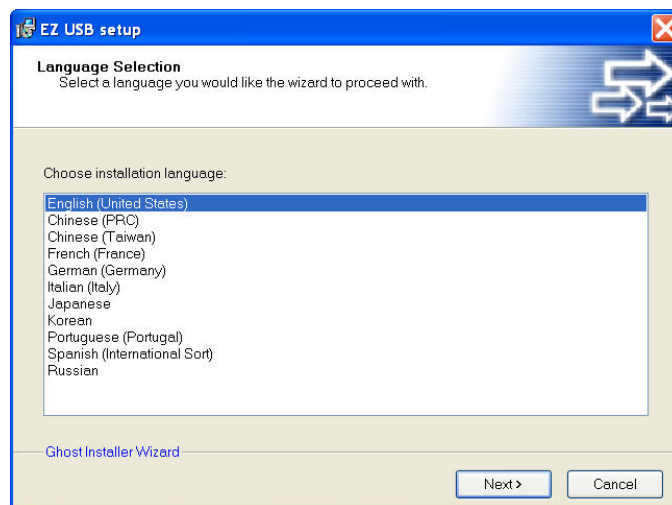 EZ USB setup
Language Selection
Select a language you would like the wizard to proceed with.
Choose installation language:
English (United States)
Chinese (PRC)
Chinese (Taiwan)
French (France)
German (Germany)
Italian (Italy)
Japanese
Korean
Portuguese (Portugal)
Spanish (International Sort)
Russian
Ghost Installer Wizard
Next >
Cancel